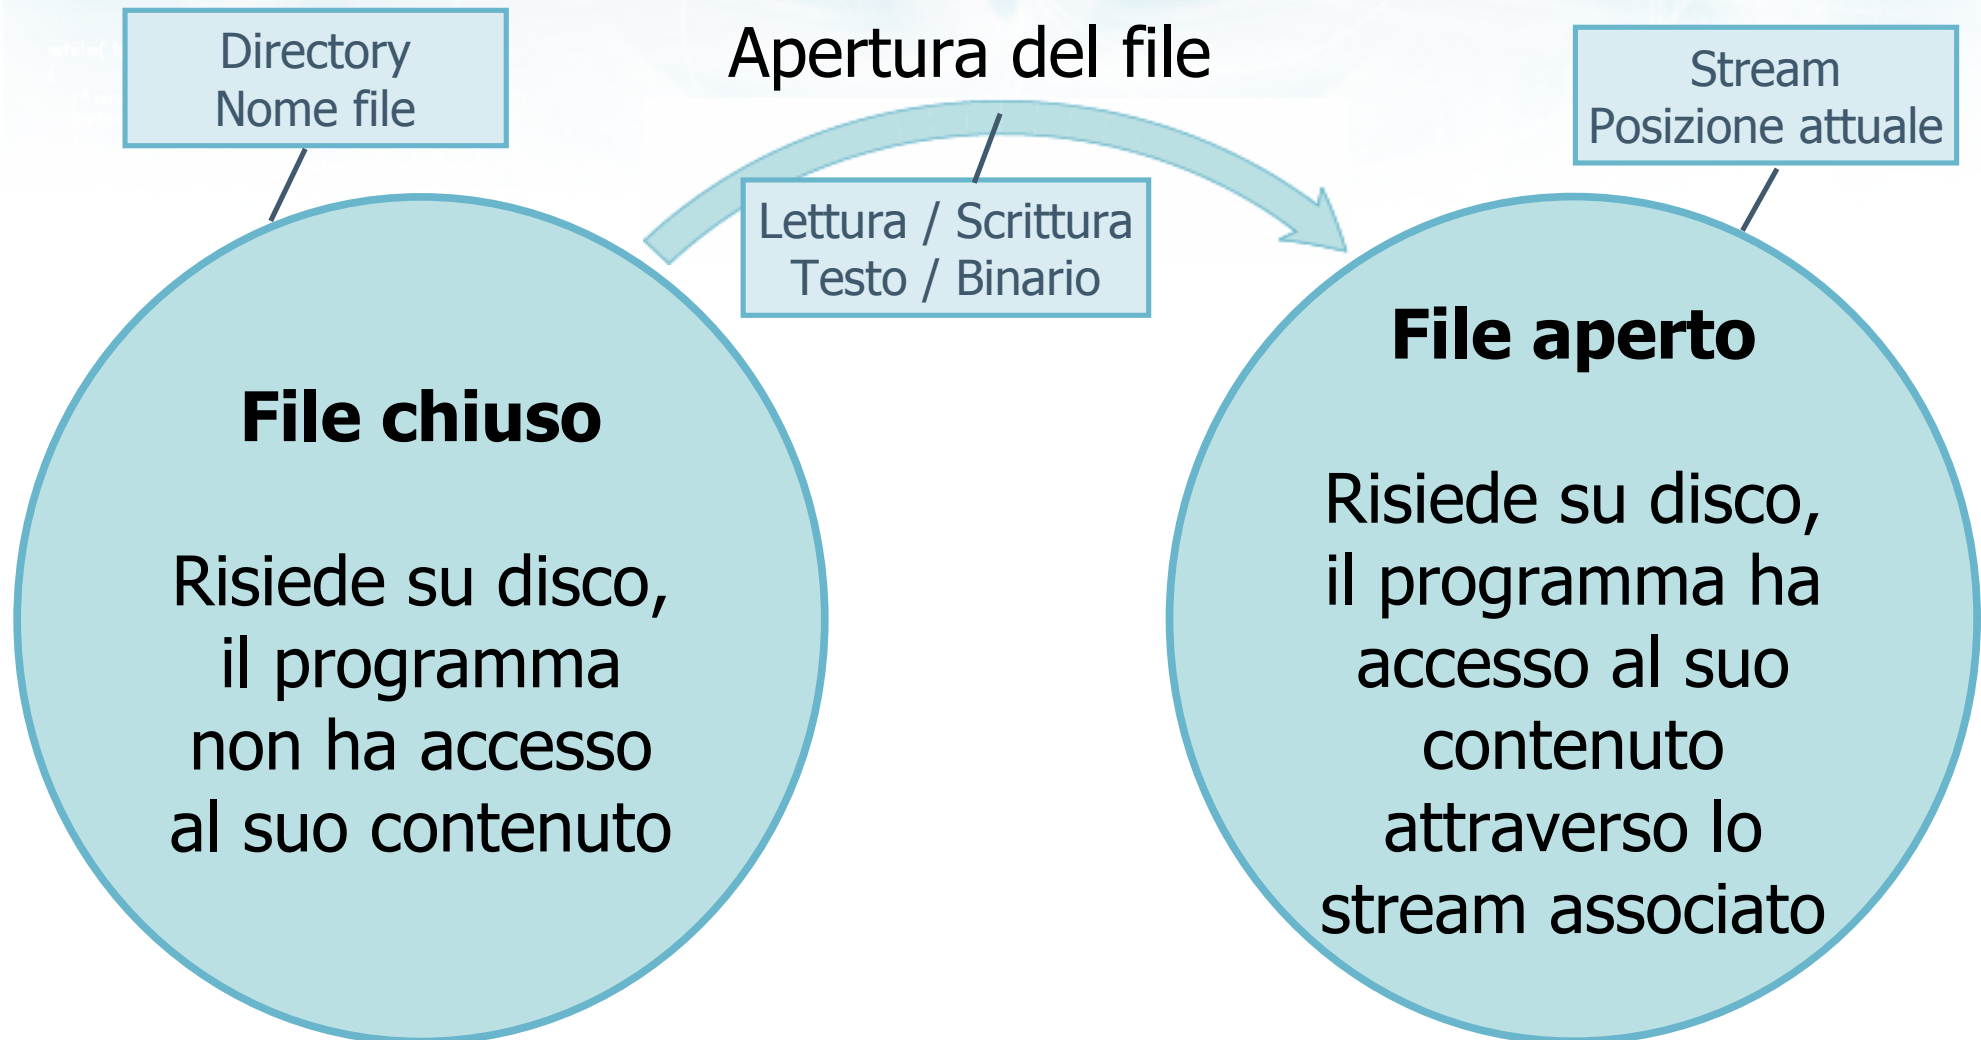 Directory
Nome file
Apertura del file
Stream
Posizione attuale
Lettura / Scrittura
Testo / Binario
File chiuso
Risiede su disco,
il programma
non ha accesso
al suo contenuto
File aperto
Risiede su disco,
il programma ha
accesso al suo
contenuto
attraverso lo
stream associato